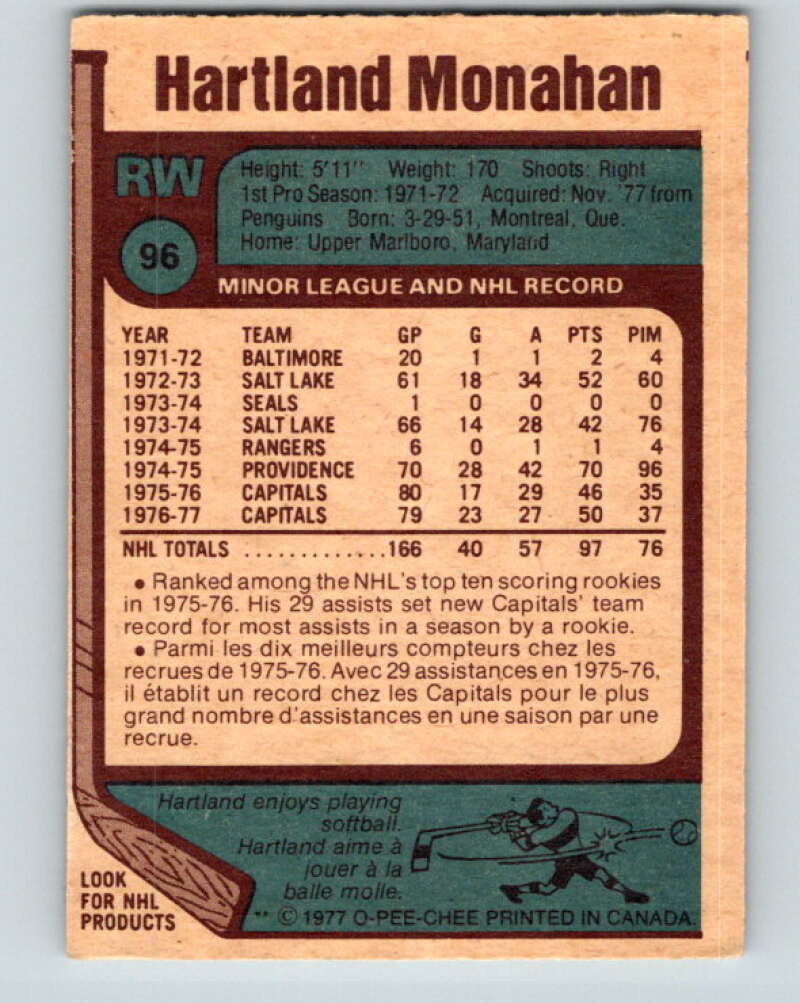 Hartland Monahan
RW
96
Height: 5'11" Weight: 170 Shoots: Right
1st Pro Season: 1971-72 Acquired: Nov. '77 from
Penguins Born: 3-29-51, Montreal, Que.
Home: Upper Marlboro, Maryland
MINOR LEAGUE AND NHL RECORD
YEAR TEAM GP G A PTS PIM
1971-72 BALTIMORE 20 1 1 2 4
1972-73 SALT LAKE 61 18 34 52 60
1973-74 SEALS 1 0 0 0 0
1973-74 SALT LAKE 66 14 28 42 76
1974-75 RANGERS 6 0 1 1 4
1974-75 PROVIDENCE 70 28 42 70 96
1975-76 CAPITALS 80 17 29 46 35
1976-77 CAPITALS 79 23 27 50 37
NHL TOTALS .............166 40 57 97 76
● Ranked among the NHL's top ten scoring rookies
in 1975-76. His 29 assists set new Capitals' team
record for most assists in a season by a rookie.
● Parmi les dix meilleurs compteurs chez les
recrues de 1975-76. Avec 29 assistances en 1975-76,
il établit un record chez les Capitals pour le plus
grand nombre d'assistances en une saison par une
recrue.
Hartland enjoys playing
softball.
Hartland aime à
jouer à la
balle molle.
LOOK
FOR NHL
PRODUCTS
** © 1977 O-PEE-CHEE PRINTED IN CANADA.